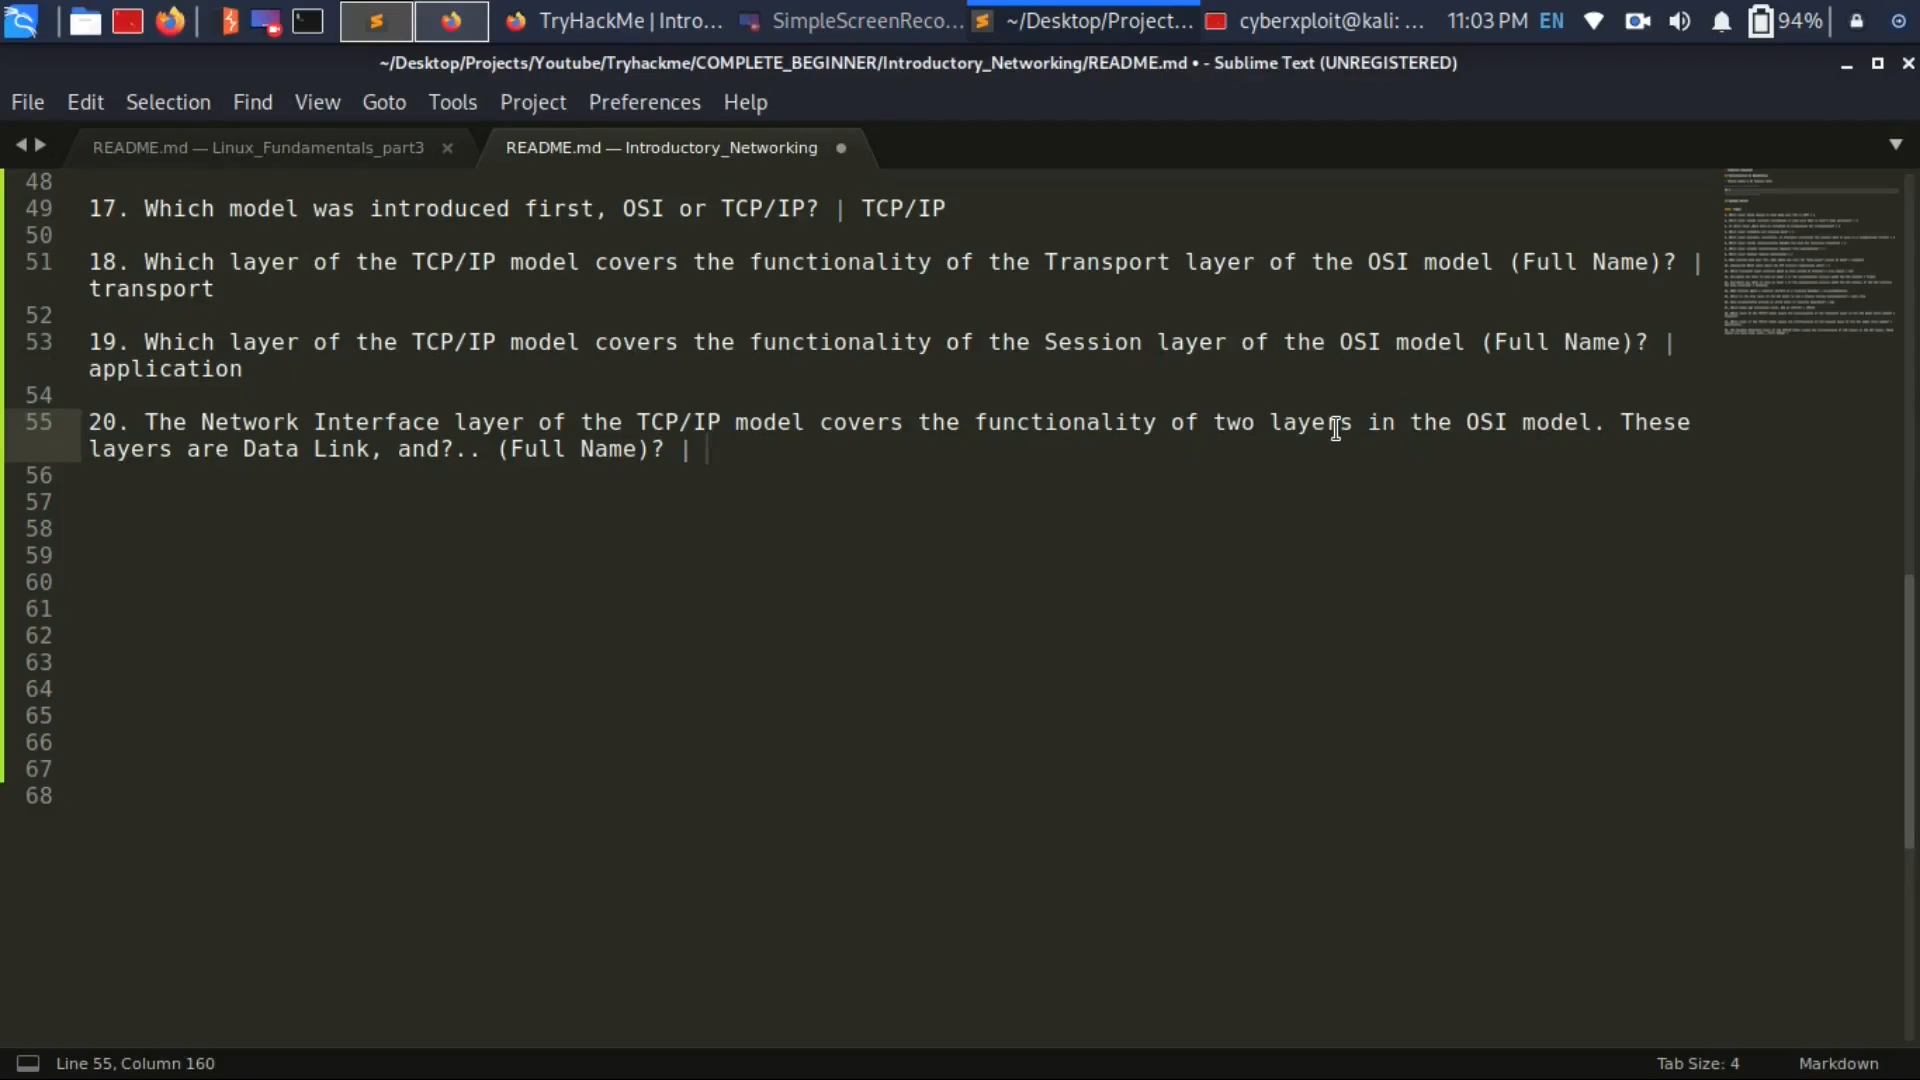 TryHackMe | Intro...
SimpleScreenReco...
~/Desktop/Project...
cyberxploit@kali: ...
11:03 PM
EN
94%
~/Desktop/Projects/Youtube/Tryhackme/COMPLETE_BEGINNER/Introductory_Networking/README.md • - Sublime Text (UNREGISTERED)
File Edit Selection Find View Goto Tools Project Preferences Help
README.md — Linux_Fundamentals_part3
README.md — Introductory_Networking
48
49 17. Which model was introduced first, OSI or TCP/IP? | TCP/IP
50
51 18. Which layer of the TCP/IP model covers the functionality of the Transport layer of the OSI model (Full Name)? |
transport
52
53 19. Which layer of the TCP/IP model covers the functionality of the Session layer of the OSI model (Full Name)? |
application
54
55 20. The Network Interface layer of the TCP/IP model covers the functionality of two layers in the OSI model. These
layers are Data Link, and?.. (Full Name)? |
56
57
58
59
60
61
62
63
64
65
66
67
68
Line 55, Column 160
Tab Size: 4
Markdown